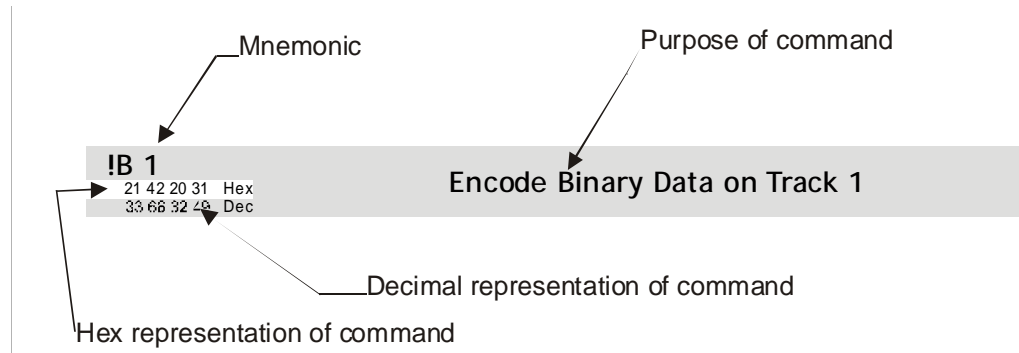 Mnemonic
Purpose of command
!B 1
Encode Binary Data on Track 1
21 42 20 31 Hex
33 66 32 49 Dec
Decimal representation of command
Hex representation of command